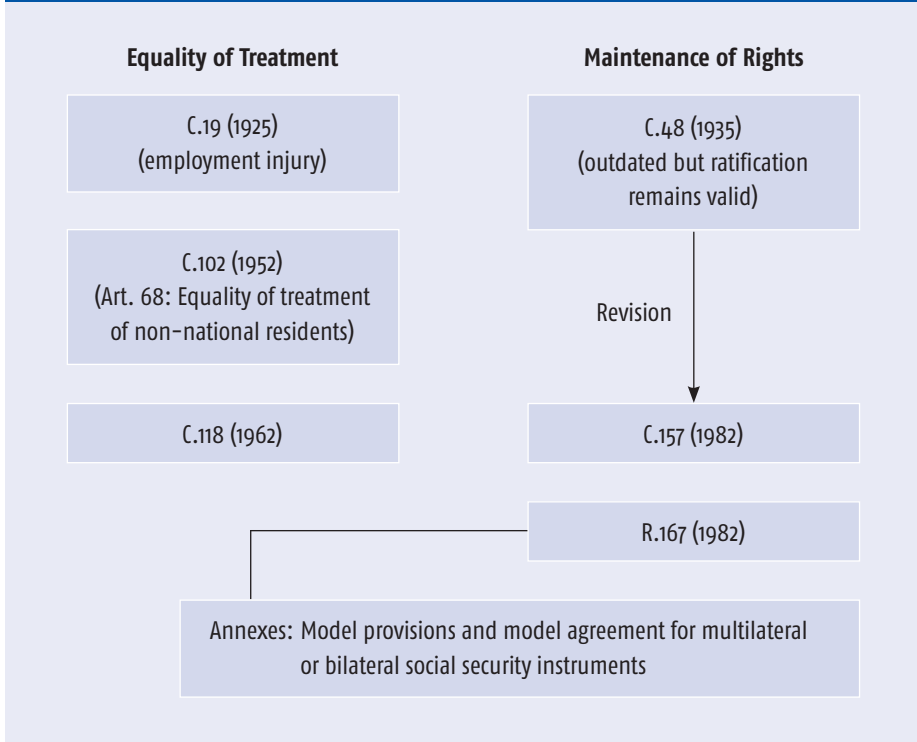 Equality of Treatment
C.19 (1925)
(employment injury)
C.102 (1952)
(Art. 68: Equality of treatment
of non-national residents)
C.118 (1962)
Maintenance of Rights
C.48 (1935)
(outdated but ratification
remains valid)
Revision
C.157 (1982)
R.167 (1982)
Annexes: Model provisions and model agreement for multilateral
or bilateral social security instruments